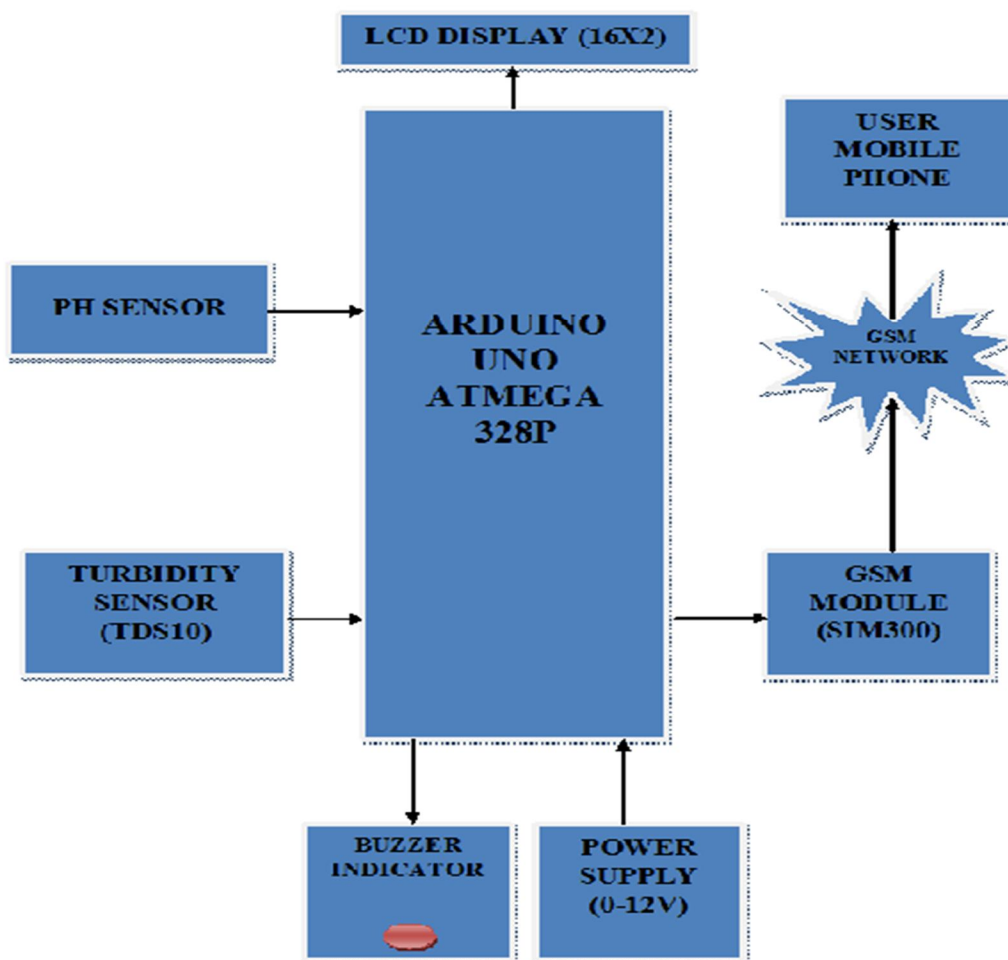 LCD DISPLAY (16X2)
USER
MOBILE
PHONE
PH SENSOR
ARDUINO
UNO
ATMEGA
328P
GSM
NETWORK
TURBIDITY
SENSOR
(TDS10)
GSM
MODULE
(SIM300)
BUZZER
INDICATOR
POWER
SUPPLY
(0-12V)